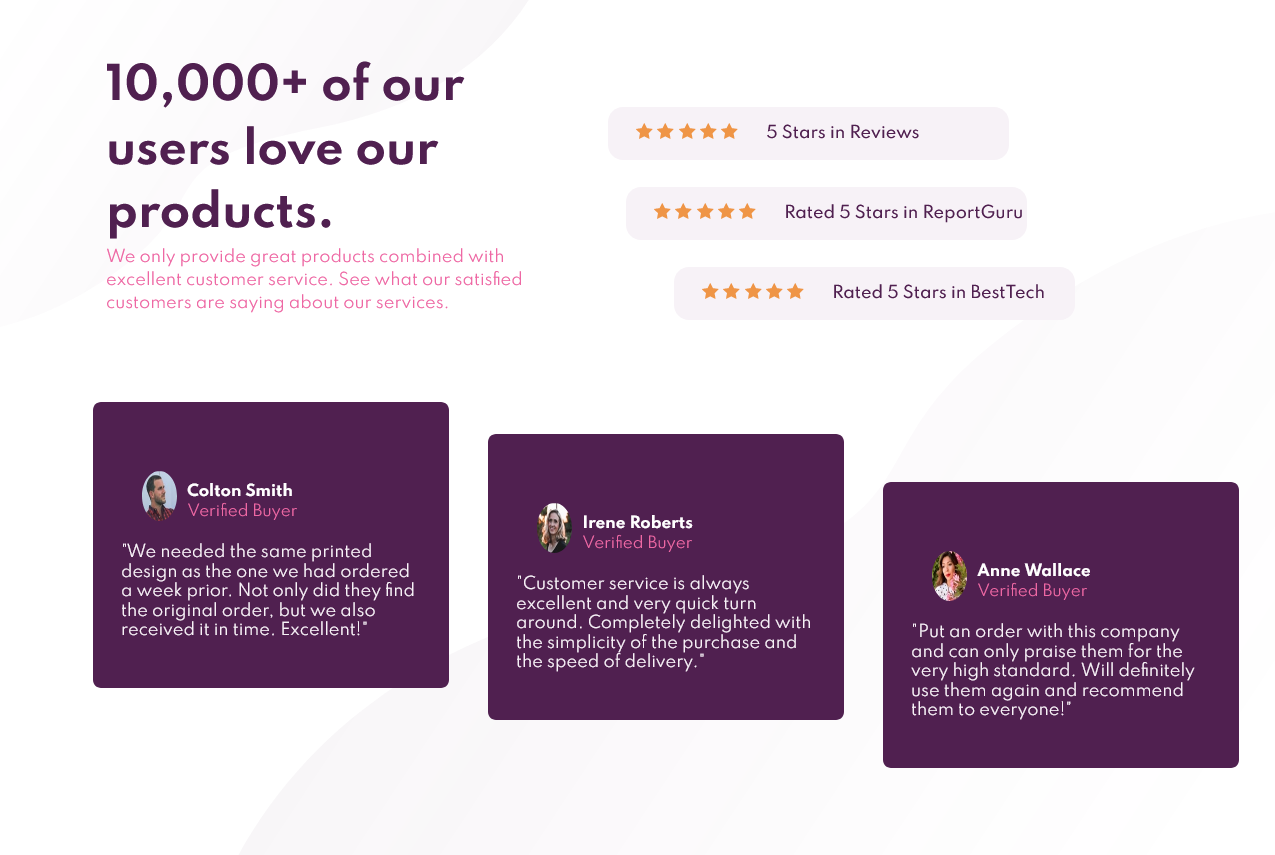 10,000+ of our
users love our
products.
We only provide great products combined with
excellent customer service. See what our satisfied
customers are saying about our services.
5 Stars in Reviews
Rated 5 Stars in ReportGuru
Rated 5 Stars in BestTech
Colton Smith
Verified Buyer
"We needed the same printed
design as the one we had ordered
a week prior. Not only did they find
the original order, but we also
received it in time. Excellent!"
Irene Roberts
Verified Buyer
"Customer service is always
excellent and very quick turn
around. Completely delighted with
the simplicity of the purchase and
the speed of delivery."
Anne Wallace
Verified Buyer
"Put an order with this company
and can only praise them for the
very high standard. Will definitely
use them again and recommend
them to everyone!"